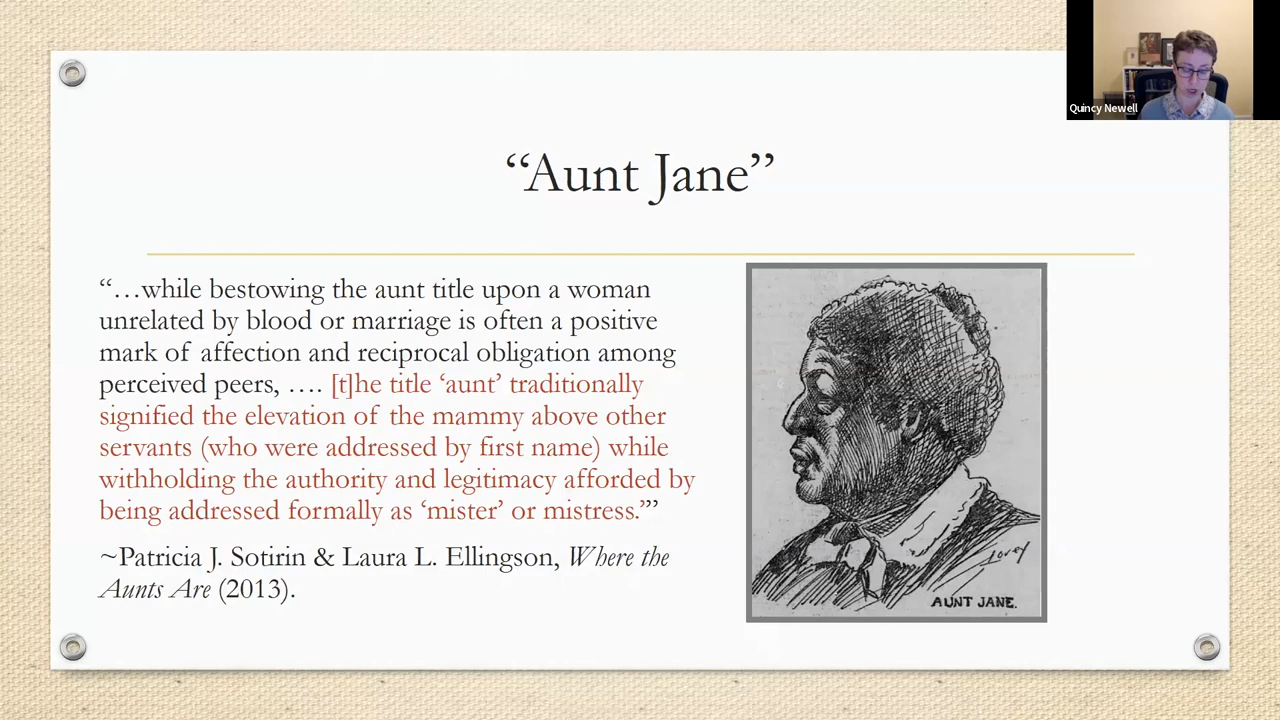 Quincy Newell
“Aunt Jane”
“…while bestowing the aunt title upon a woman
unrelated by blood or marriage is often a positive
mark of affection and reciprocal obligation among
perceived peers, …. [t]he title ‘aunt’ traditionally
signified the elevation of the mammy above other
servants (who were addressed by first name) while
withholding the authority and legitimacy afforded by
being addressed formally as ‘mister’ or mistress.’”
~Patricia J. Sotirin & Laura L. Ellingson, Where the
Aunts Are (2013).
Lovey
AUNT JANE.